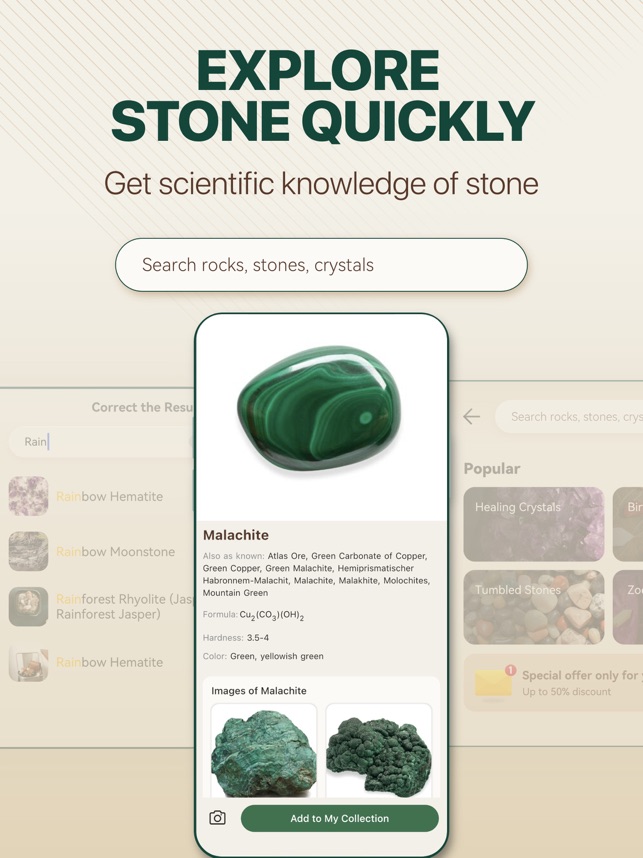 EXPLORE
STONE QUICKLY
Get scientific knowledge of stone
Search rocks, stones, crystals
Correct the Resu
Rain
Rainbow Hematite
Rainbow Moonstone
Rainforest Rhyolite (Jas
Rainforest Jasper)
Rainbow Hematite
Malachite
Also as known: Atlas Ore, Green Carbonate of Copper,
Green Copper, Green Malachite, Hemiprismatischer
Habronnem-Malachit, Malachite, Malakhite, Molochites,
Mountain Green
Formula: Cu2(CO3)(OH)2
Hardness: 3.5-4
Color: Green, yellowish green
Images of Malachite
Add to My Collection
Search rocks, stones, crys
Popular
Healing Crystals
Bir
Tumbled Stones
Zo
1
Special offer only for
Up to 50% discount